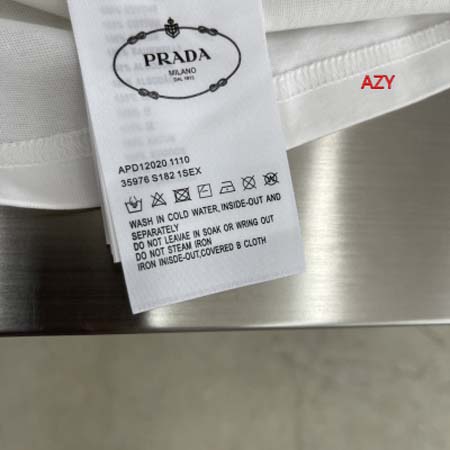 PRADA
MILANO
DAL 1913
AZY
APD12020 1110
35976 S182 1SEX
WASH IN COLD WATER, INSIDE-OUT AND
SEPARATELY
DO NOT LEAVAE IN SOAK OR WRING OUT
DO NOT STEAM IRON
IRON INISDE-OUT,COVERED B CLOTH